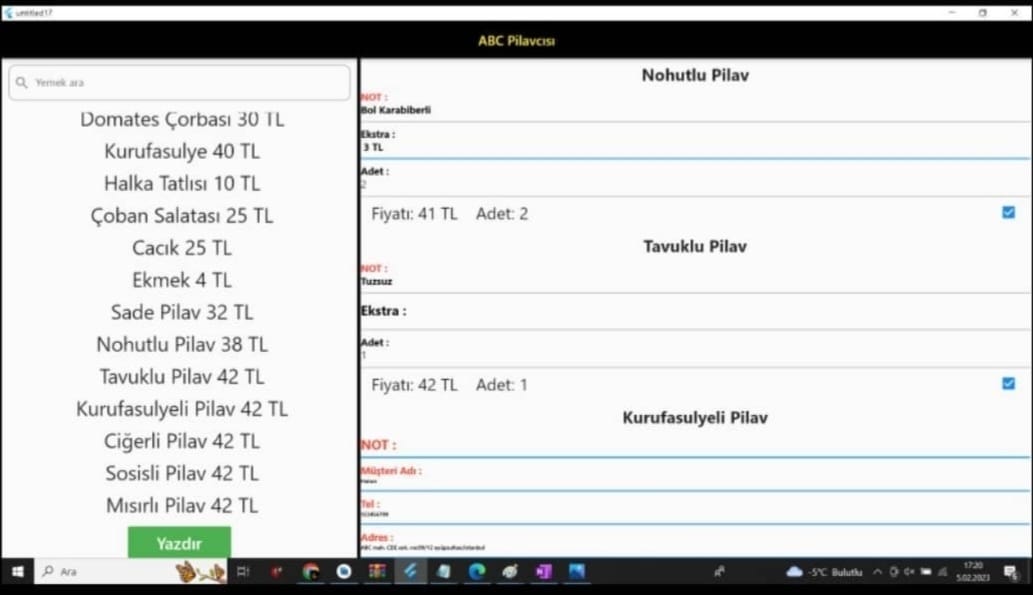 untitled17
ABC Pilavcısı
Yemek ara
Domates Çorbası 30 TL
Kurufasulye 40 TL
Halka Tatlısı 10 TL
Çoban Salatası 25 TL
Cacık 25 TL
Ekmek 4 TL
Sade Pilav 32 TL
Nohutlu Pilav 38 TL
Tavuklu Pilav 42 TL
Kurufasulyeli Pilav 42 TL
Ciğerli Pilav 42 TL
Sosisli Pilav 42 TL
Mısırlı Pilav 42 TL
Yazdır
Nohutlu Pilav
NOT :
Bol Karabiberli
Ekstra :
3 TL
Adet :
2
Fiyatı: 41 TL Adet: 2
Tavuklu Pilav
NOT :
Tuzsuz
Ekstra :
Adet :
1
Fiyatı: 42 TL Adet: 1
Kurufasulyeli Pilav
NOT :
Müşteri Adı :
Tel :
Adres :
Ara
-5°C Bulutlu
17:20
5.02.2023